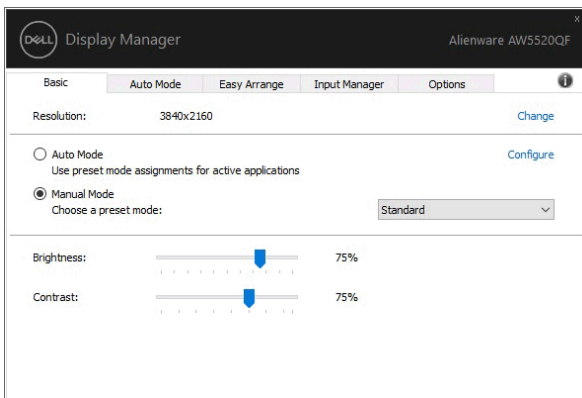 DELL Display Manager Alienware AW5520QF
Basic Auto Mode Easy Arrange Input Manager Options
Resolution: 3840x2160 Change
Auto Mode Configure
Use preset mode assignments for active applications
Manual Mode
Choose a preset mode: Standard
Brightness: 75%
Contrast: 75%